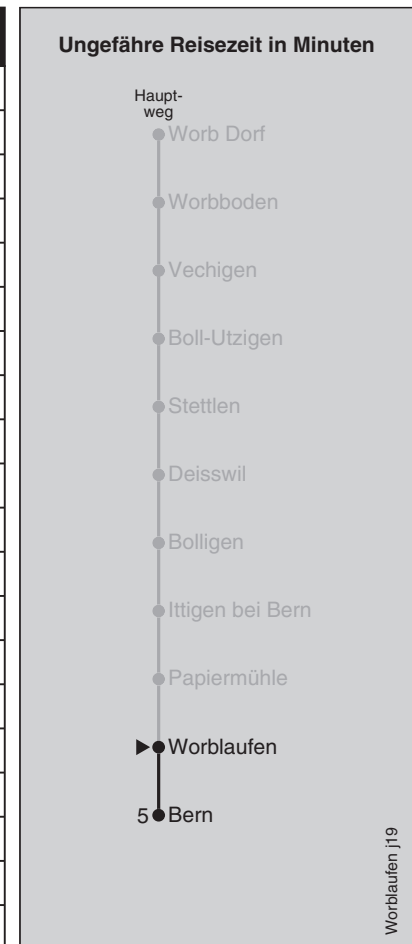 Ungefähre Reisezeit in Minuten
Haupt-
weg
Worb Dorf
Worbboden
Vechigen
Boll-Utzigen
Stettlen
Deisswil
Bolligen
Ittigen bei Bern
Papiermühle
Worblaufen
5 Bern
Worblaufen j19